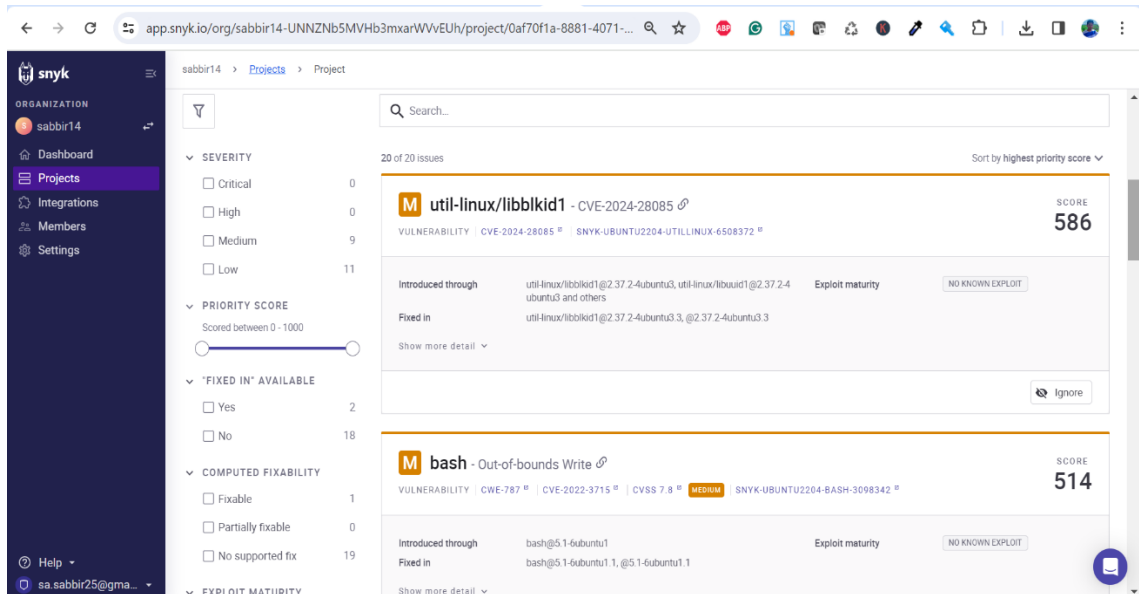 app.snyk.io/org/sabbir14-UNNZNb5MVHb3mxarWVvEUh/project/0af70f1a-8881-4071-...
ABP
snyk
ORGANIZATION
sabbir14
Dashboard
Projects
Integrations
Members
Settings
Help
sa.sabbir25@gma...
sabbir14 > Projects > Project
SEVERITY
Critical 0
High 0
Medium 9
Low 11
PRIORITY SCORE
Scored between 0 - 1000
"FIXED IN" AVAILABLE
Yes 2
No 18
COMPUTED FIXABILITY
Fixable 1
Partially fixable 0
No supported fix 19
EXPLOIT MATURITY
Search...
20 of 20 issues
Sort by highest priority score
M util-linux/libblkid1 - CVE-2024-28085
SCORE
586
VULNERABILITY | CVE-2024-28085 | SNYK-UBUNTU2204-UTILLINUX-6508372
Introduced through util-linux/libblkid1@2.37.2-4ubuntu3, util-linux/libuuid1@2.37.2-4
ubuntu3 and others
Exploit maturity NO KNOWN EXPLOIT
Fixed in util-linux/libblkid1@2.37.2-4ubuntu3.3, @2.37.2-4ubuntu3.3
Show more detail
Ignore
M bash - Out-of-bounds Write
SCORE
514
VULNERABILITY | CWE-787 | CVE-2022-3715 | CVSS 7.8 MEDIUM | SNYK-UBUNTU2204-BASH-3098342
Introduced through bash@5.1-6ubuntu1
Exploit maturity NO KNOWN EXPLOIT
Fixed in bash@5.1-6ubuntu1.1, @5.1-6ubuntu1.1
Show more detail